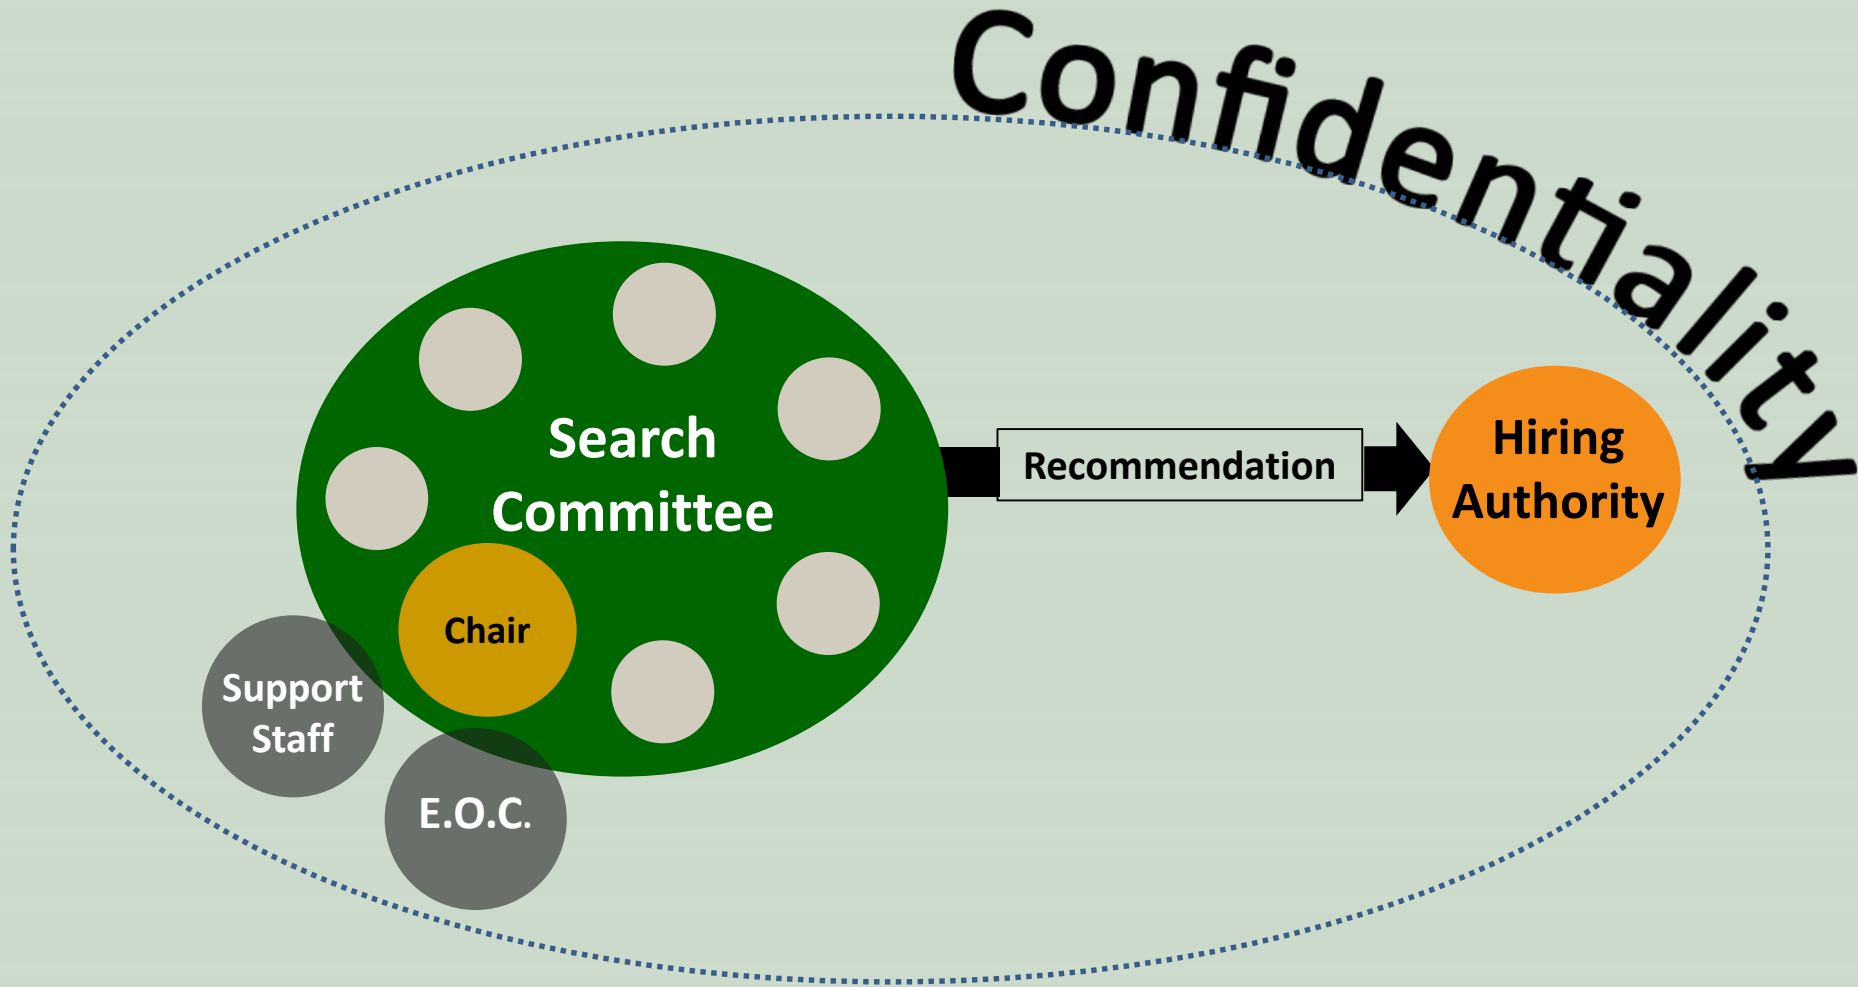 Confidentiality
Search
Committee
Recommendation
Hiring
Authority
Chair
Support
Staff
E.O.C.